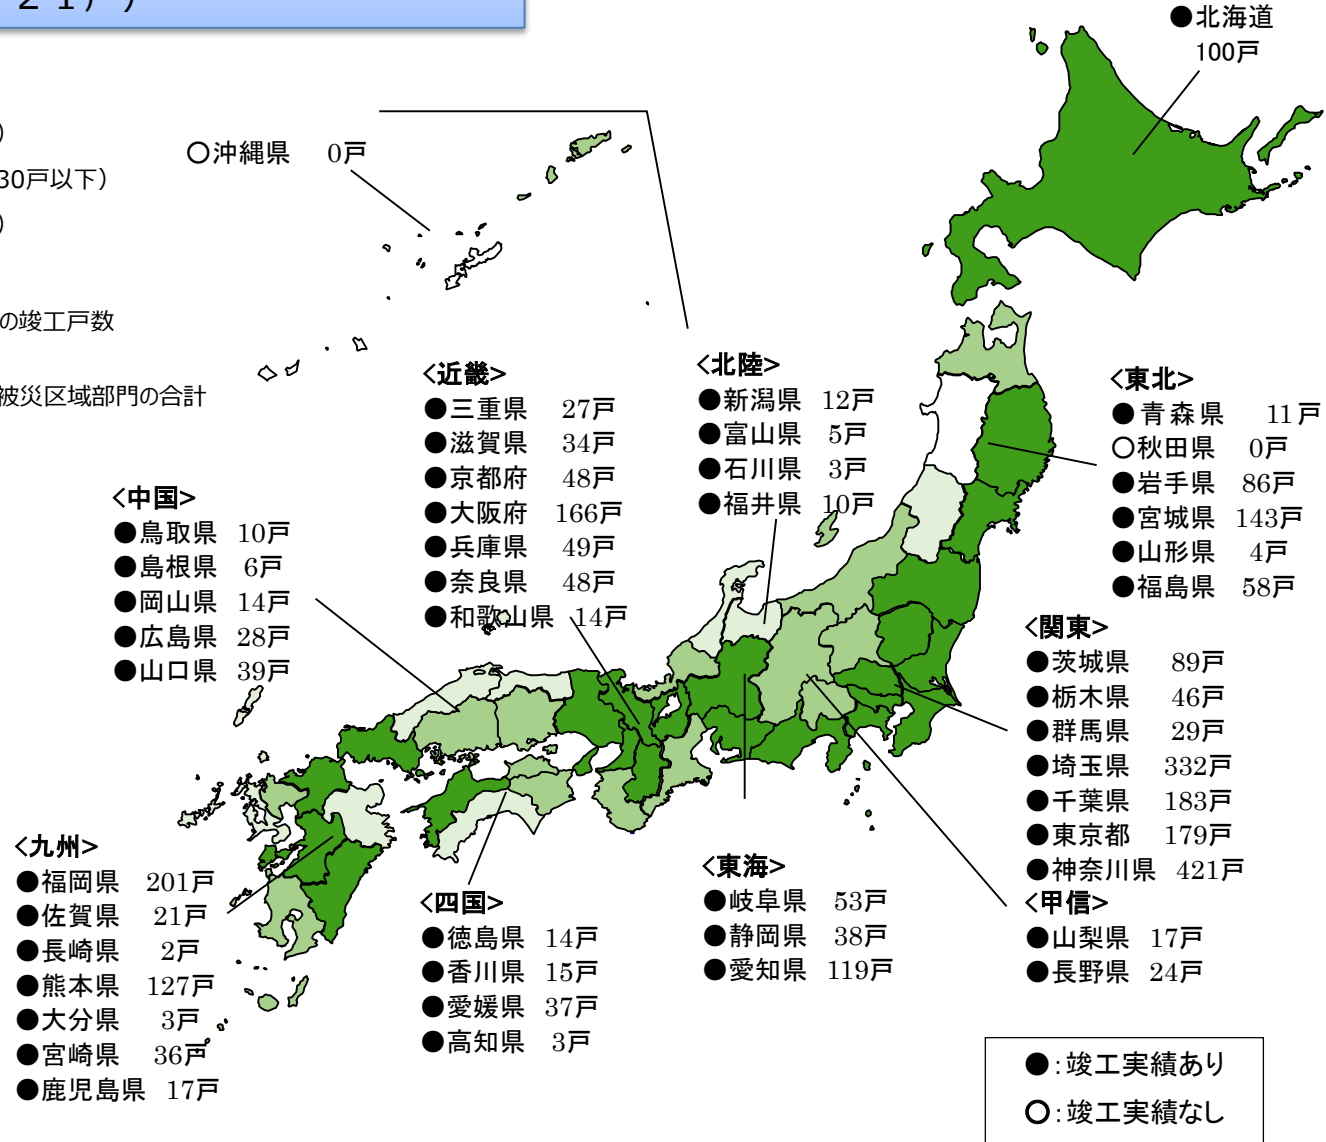 ２１戸）
）
30戸以下）
）
の竣工戸数
被災区域部門の合計
●北海道
100戸
○沖縄県 0戸
<近畿>
●三重県 27戸
●滋賀県 34戸
●京都府 48戸
●大阪府 166戸
●兵庫県 49戸
●奈良県 48戸
●和歌山県 14戸
<北陸>
●新潟県 12戸
●富山県 5戸
●石川県 3戸
●福井県 10戸
<東北>
●青森県 11戸
○秋田県 0戸
●岩手県 86戸
●宮城県 143戸
●山形県 4戸
●福島県 58戸
<中国>
●鳥取県 10戸
●島根県 6戸
●岡山県 14戸
●広島県 28戸
●山口県 39戸
<関東>
●茨城県 89戸
●栃木県 46戸
●群馬県 29戸
●埼玉県 332戸
●千葉県 183戸
●東京都 179戸
●神奈川県 421戸
<九州>
●福岡県 201戸
●佐賀県 21戸
●長崎県 2戸
●熊本県 127戸
●大分県 3戸
●宮崎県 36戸
●鹿児島県 17戸
<四国>
●徳島県 14戸
●香川県 15戸
●愛媛県 37戸
●高知県 3戸
<東海>
●岐阜県 53戸
●静岡県 38戸
●愛知県 119戸
<甲信>
●山梨県 17戸
●長野県 24戸
●：竣工実績あり
○：竣工実績なし